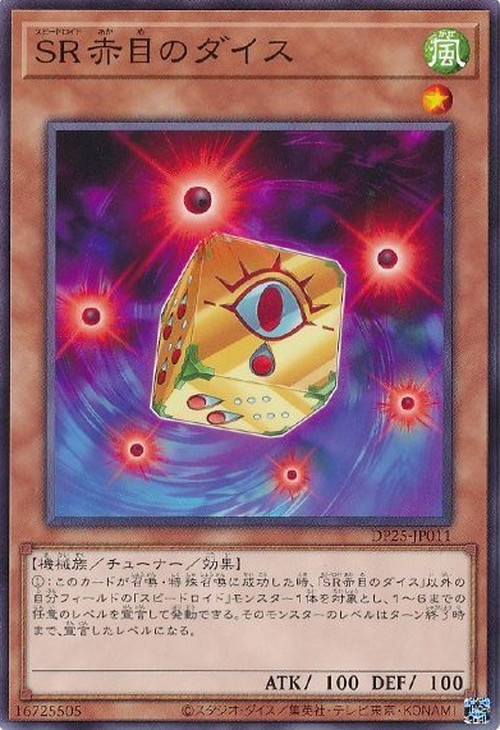 スピードロイド あか め
SR赤目のダイス
風
DP25-JP011
【機械族/チューナー/効果】
①:このカードが召喚・特殊召喚に成功した時、「SR赤目のダイス」以外の
自分フィールドの「スピードロイド」モンスター1体を対象とし、1~6までの
任意のレベルを宣言して発動できる。そのモンスターのレベルはターン終了時
まで、宣言したレベルになる。
ATK/ 100 DEF/ 100
16725505 ©スタジオ・ダイス/集英社・テレビ東京・KONAMI